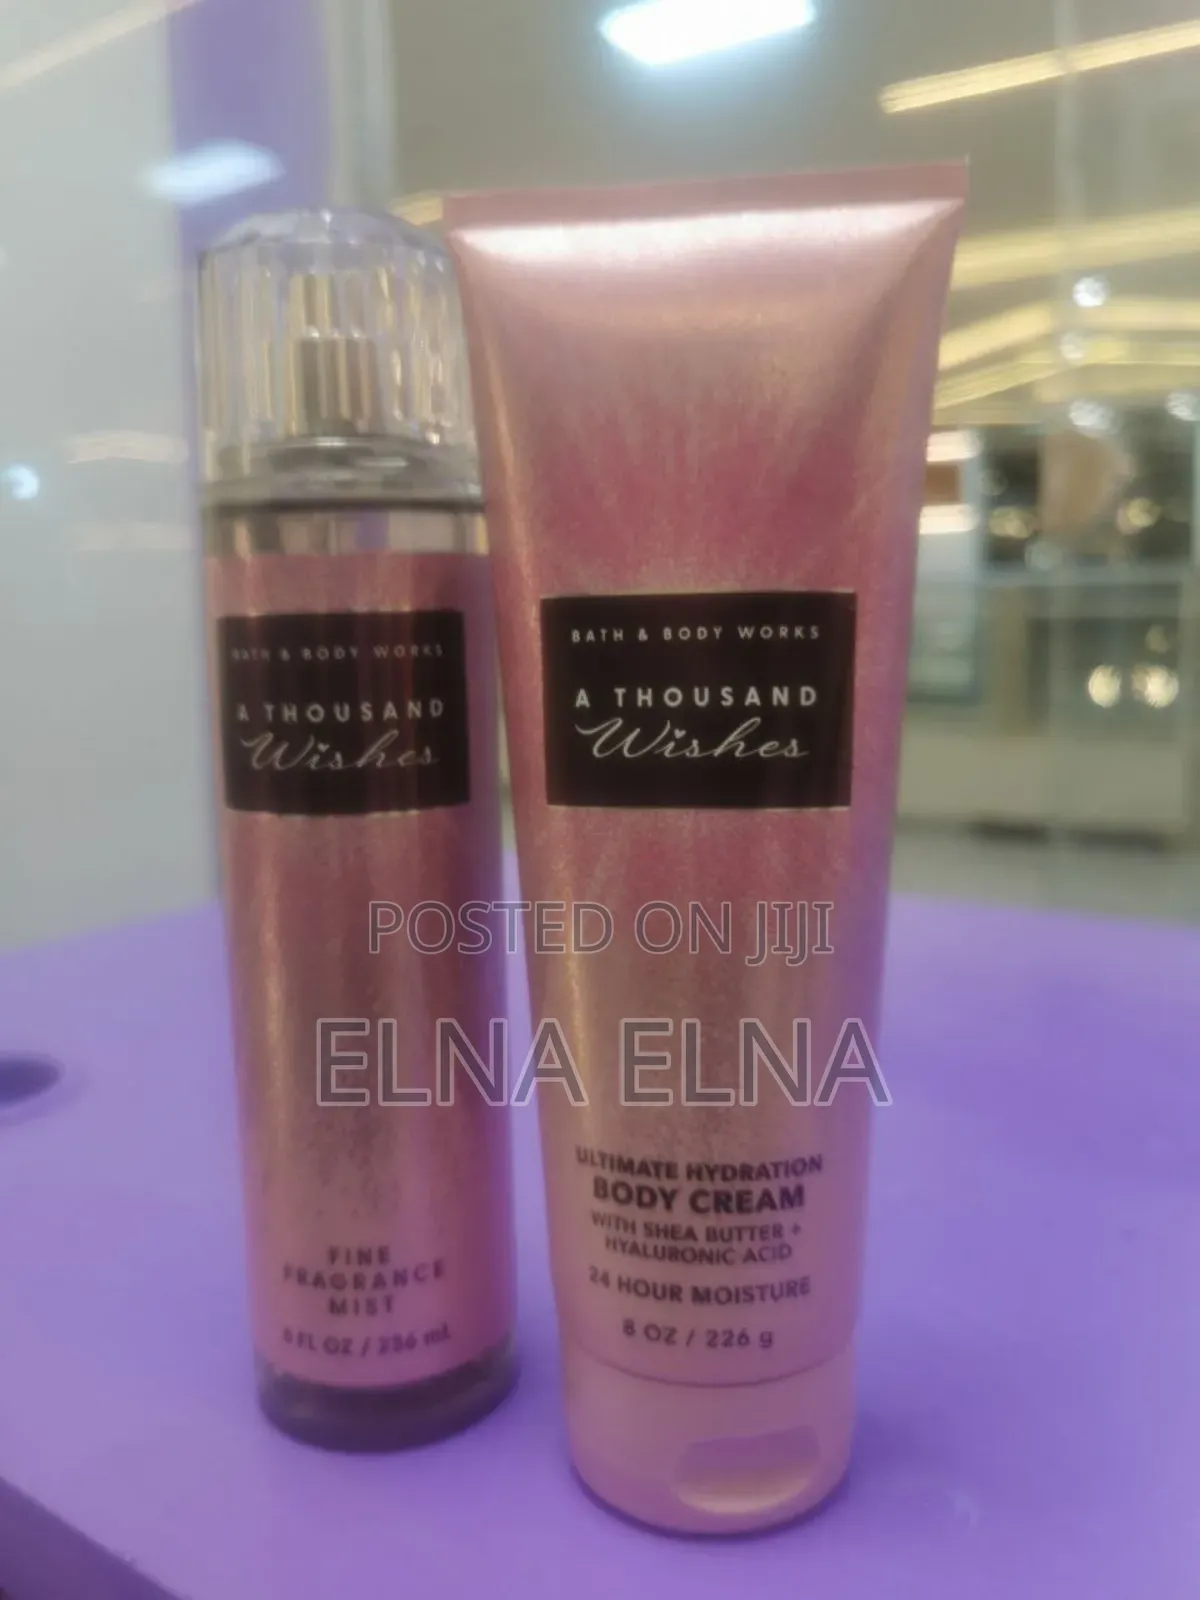 BATH & BODY WORKS
A THOUSAND
Wishes
FINE
FRAGRANCE
MIST
8 FL OZ / 236 mL
BATH & BODY WORKS
A THOUSAND
Wishes
ULTIMATE HYDRATION
BODY CREAM
WITH SHEA BUTTER +
HYALURONIC ACID
24 HOUR MOISTURE
8 OZ / 226 g
POSTED ON JIJI
ELNA ELNA